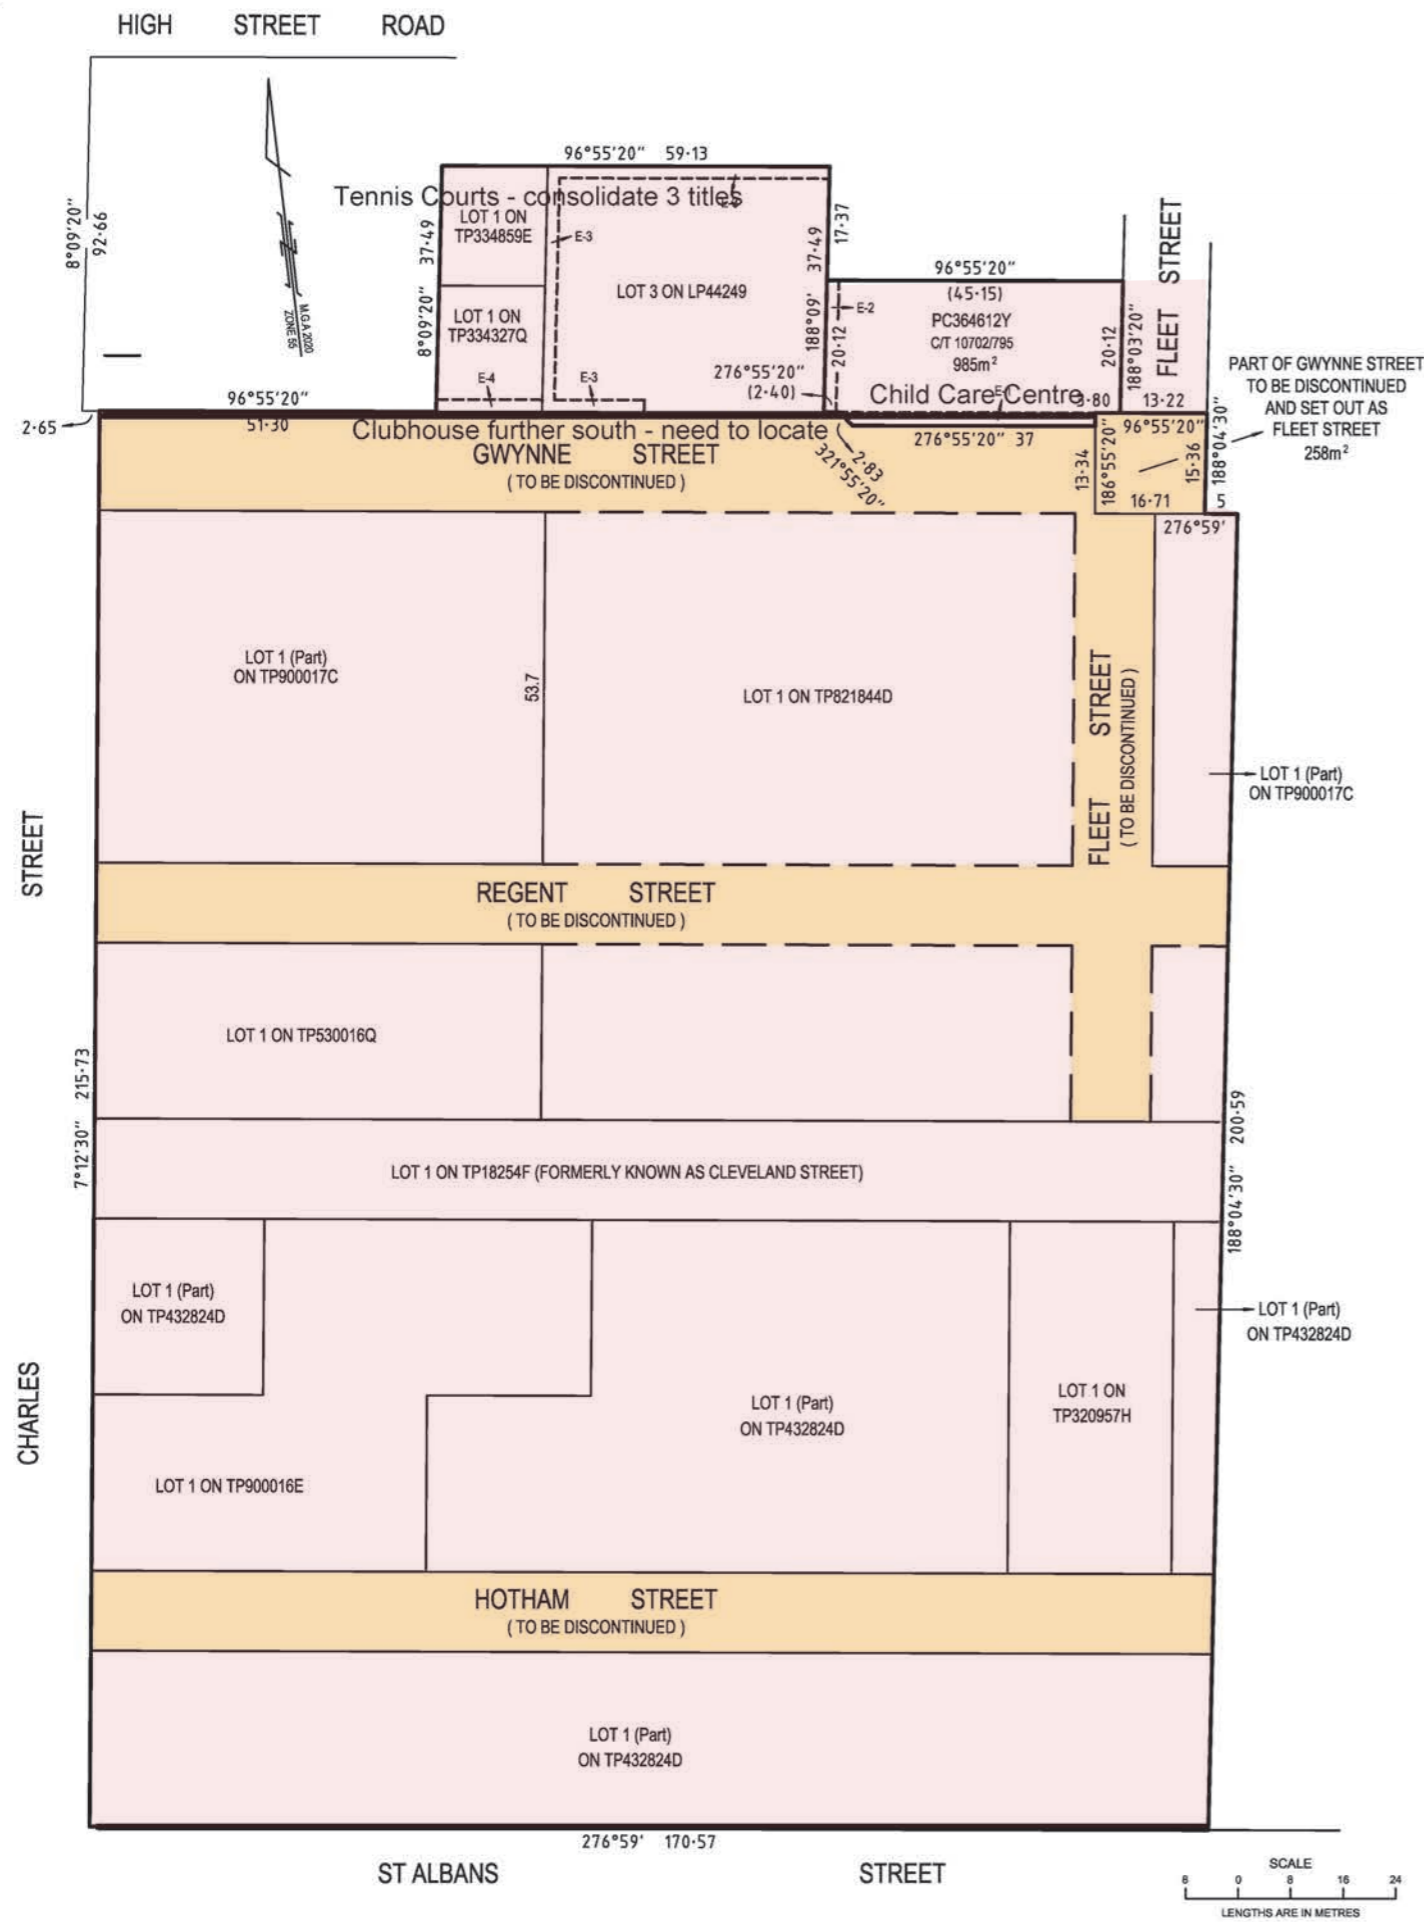 HIGH STREET ROAD
96°55'20" 59·13
Tennis Courts - consolidate 3 titles
8°09'20"
92·66
M.G.A 2020
ZONE 55
LOT 1 ON
TP334859E
E-3
37·49
8°09'20"
LOT 1 ON
TP334327Q
LOT 3 ON LP44249
E-4
E-3
17·37
37·49
188°09'
20·12
276°55'20"
(2·40)
96°55'20"
(45·15)
E-2
PC364612Y
C/T 10702/795
985m²
Child Care Centre
3·80
20·12
188°03'20"
FLEET STREET
13·22
PART OF GWYNNE STREET
TO BE DISCONTINUED
AND SET OUT AS
FLEET STREET
258m²
2·65
96°55'20"
51·30
Clubhouse further south - need to locate
GWYNNE STREET
( TO BE DISCONTINUED )
2·83
321°55'20"
276°55'20" 37
13·34
186°55'20"
96°55'20"
15·36
188°04'30"
16·71
5
276°59'
LOT 1 (Part)
ON TP900017C
53.7
LOT 1 ON TP821844D
FLEET STREET
( TO BE DISCONTINUED )
LOT 1 (Part)
ON TP900017C
REGENT STREET
( TO BE DISCONTINUED )
LOT 1 ON TP530016Q
CHARLES STREET
7°12'30" 215·73
188°04'30" 200·59
LOT 1 ON TP18254F (FORMERLY KNOWN AS CLEVELAND STREET)
LOT 1 (Part)
ON TP432824D
LOT 1 (Part)
ON TP432824D
LOT 1 ON
TP320957H
LOT 1 (Part)
ON TP432824D
LOT 1 ON TP900016E
HOTHAM STREET
( TO BE DISCONTINUED )
LOT 1 (Part)
ON TP432824D
276°59' 170·57
ST ALBANS STREET
SCALE
0 8 16 24
LENGTHS ARE IN METRES